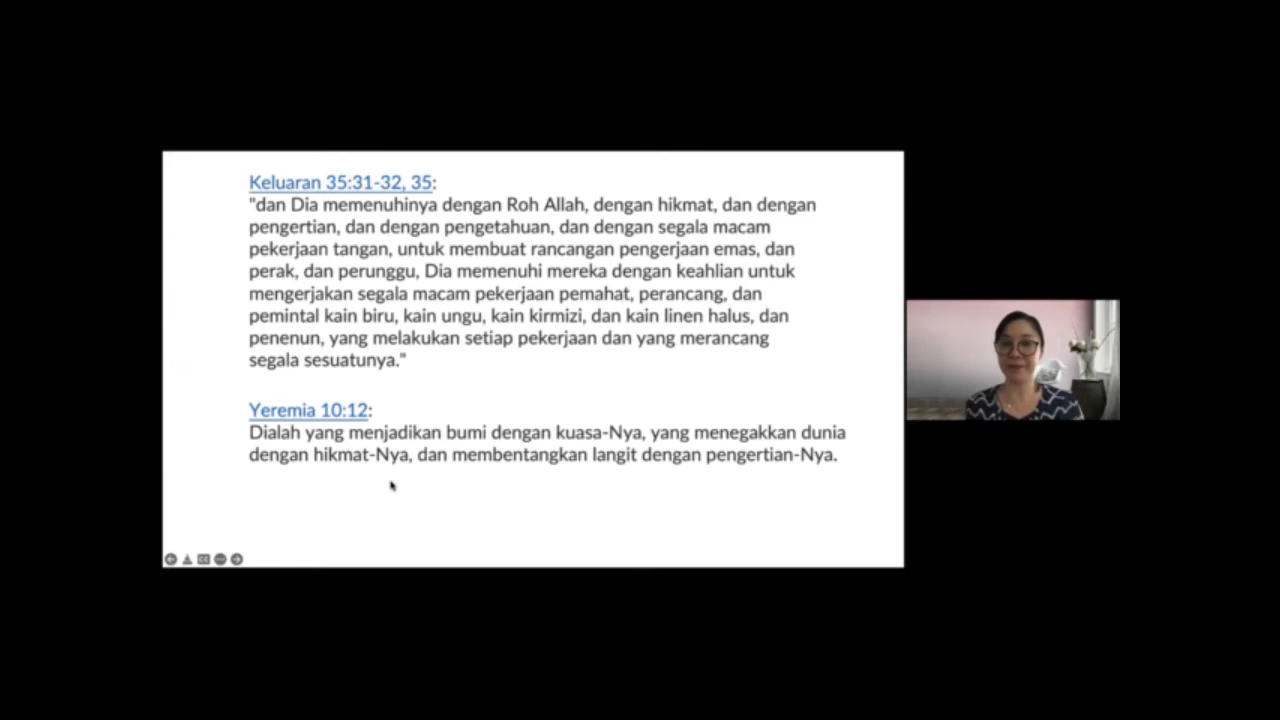 Keluaran 35:31-32, 35:
"dan Dia memenuhinya dengan Roh Allah, dengan hikmat, dan dengan
pengertian, dan dengan pengetahuan, dan dengan segala macam
pekerjaan tangan, untuk membuat rancangan pengerjaan emas, dan
perak, dan perunggu, Dia memenuhi mereka dengan keahlian untuk
mengerjakan segala macam pekerjaan pemahat, perancang, dan
pemintal kain biru, kain ungu, kain kirmizi, dan kain linen halus, dan
penenun, yang melakukan setiap pekerjaan dan yang merancang
segala sesuatunya."
Yeremia 10:12:
Dialah yang menjadikan bumi dengan kuasa-Nya, yang menegakkan dunia
dengan hikmat-Nya, dan membentangkan langit dengan pengertian-Nya.